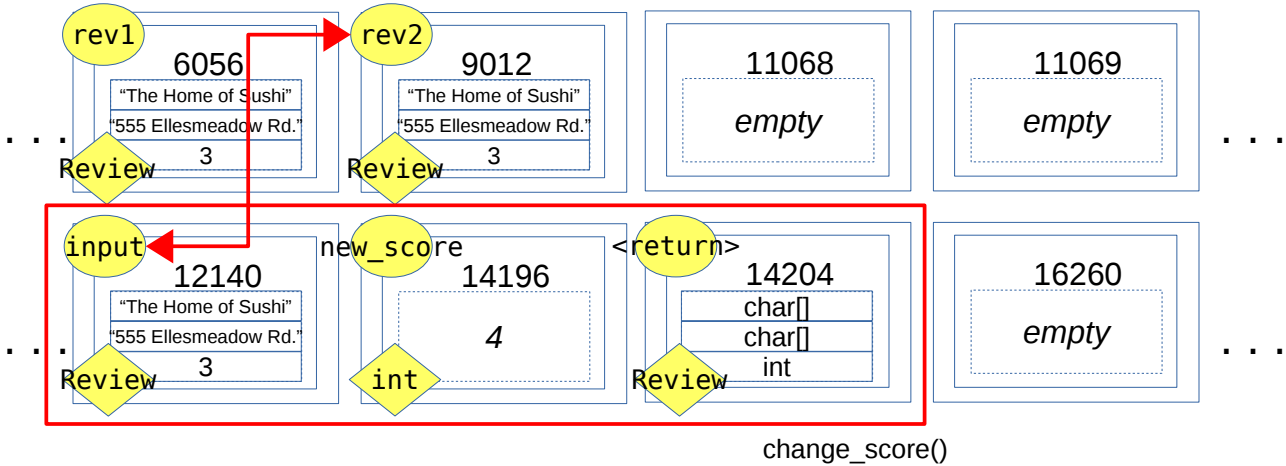 rev1 rev2
6056 9012 11068 11069
“The Home of Sushi” “The Home of Sushi”
“555 Ellesmeadow Rd.” “555 Ellesmeadow Rd.” empty empty
. . . 3 3 . . .
Review Review
input new_score <return>
12140 14196 14204 16260
“The Home of Sushi” char[]
“555 Ellesmeadow Rd.” 4 char[] empty
. . . 3 int . . .
Review int Review
change_score()